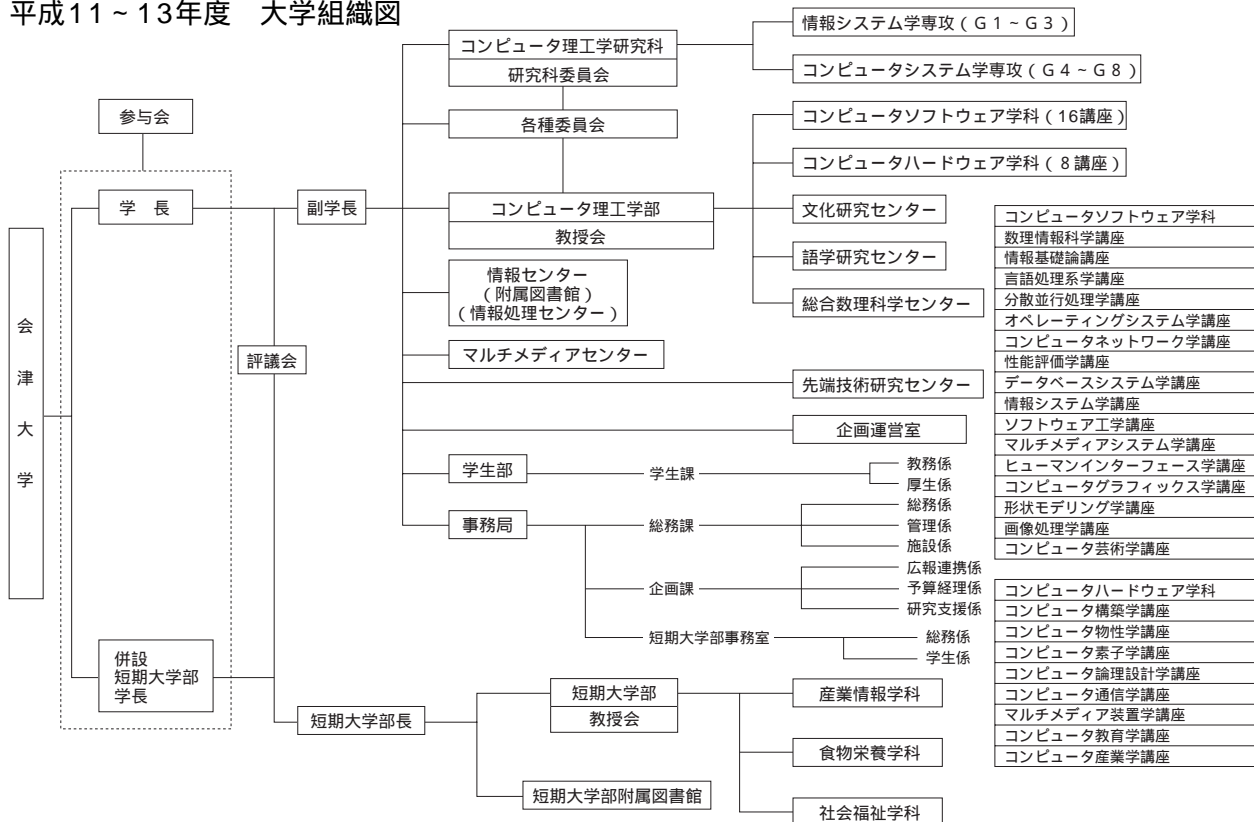 平成11～13年度　大学組織図
会津大学
参与会
学　長
併設
短期大学部
学長
評議会
副学長
短期大学部長
コンピュータ理工学研究科
研究科委員会
各種委員会
コンピュータ理工学部
教授会
情報センター
（附属図書館）
（情報処理センター）
マルチメディアセンター
学生部
事務局
情報システム学専攻（G1～G3）
コンピュータシステム学専攻（G4～G8）
コンピュータソフトウェア学科（16講座）
コンピュータハードウェア学科（8講座）
文化研究センター
語学研究センター
総合数理科学センター
先端技術研究センター
企画運営室
学生課
教務係
厚生係
総務課
総務係
管理係
施設係
企画課
広報連携係
予算経理係
研究支援係
短期大学部事務室
総務係
学生係
短期大学部
教授会
短期大学部附属図書館
産業情報学科
食物栄養学科
社会福祉学科
コンピュータソフトウェア学科
数理情報科学講座
情報基礎論講座
言語処理系学講座
分散並行処理学講座
オペレーティングシステム学講座
コンピュータネットワーク学講座
性能評価学講座
データベースシステム学講座
情報システム学講座
ソフトウェア工学講座
マルチメディアシステム学講座
ヒューマンインターフェース学講座
コンピュータグラフィックス学講座
形状モデリング学講座
画像処理学講座
コンピュータ芸術学講座
コンピュータハードウェア学科
コンピュータ構築学講座
コンピュータ物性学講座
コンピュータ素子学講座
コンピュータ論理設計学講座
コンピュータ通信学講座
マルチメディア装置学講座
コンピュータ教育学講座
コンピュータ産業学講座